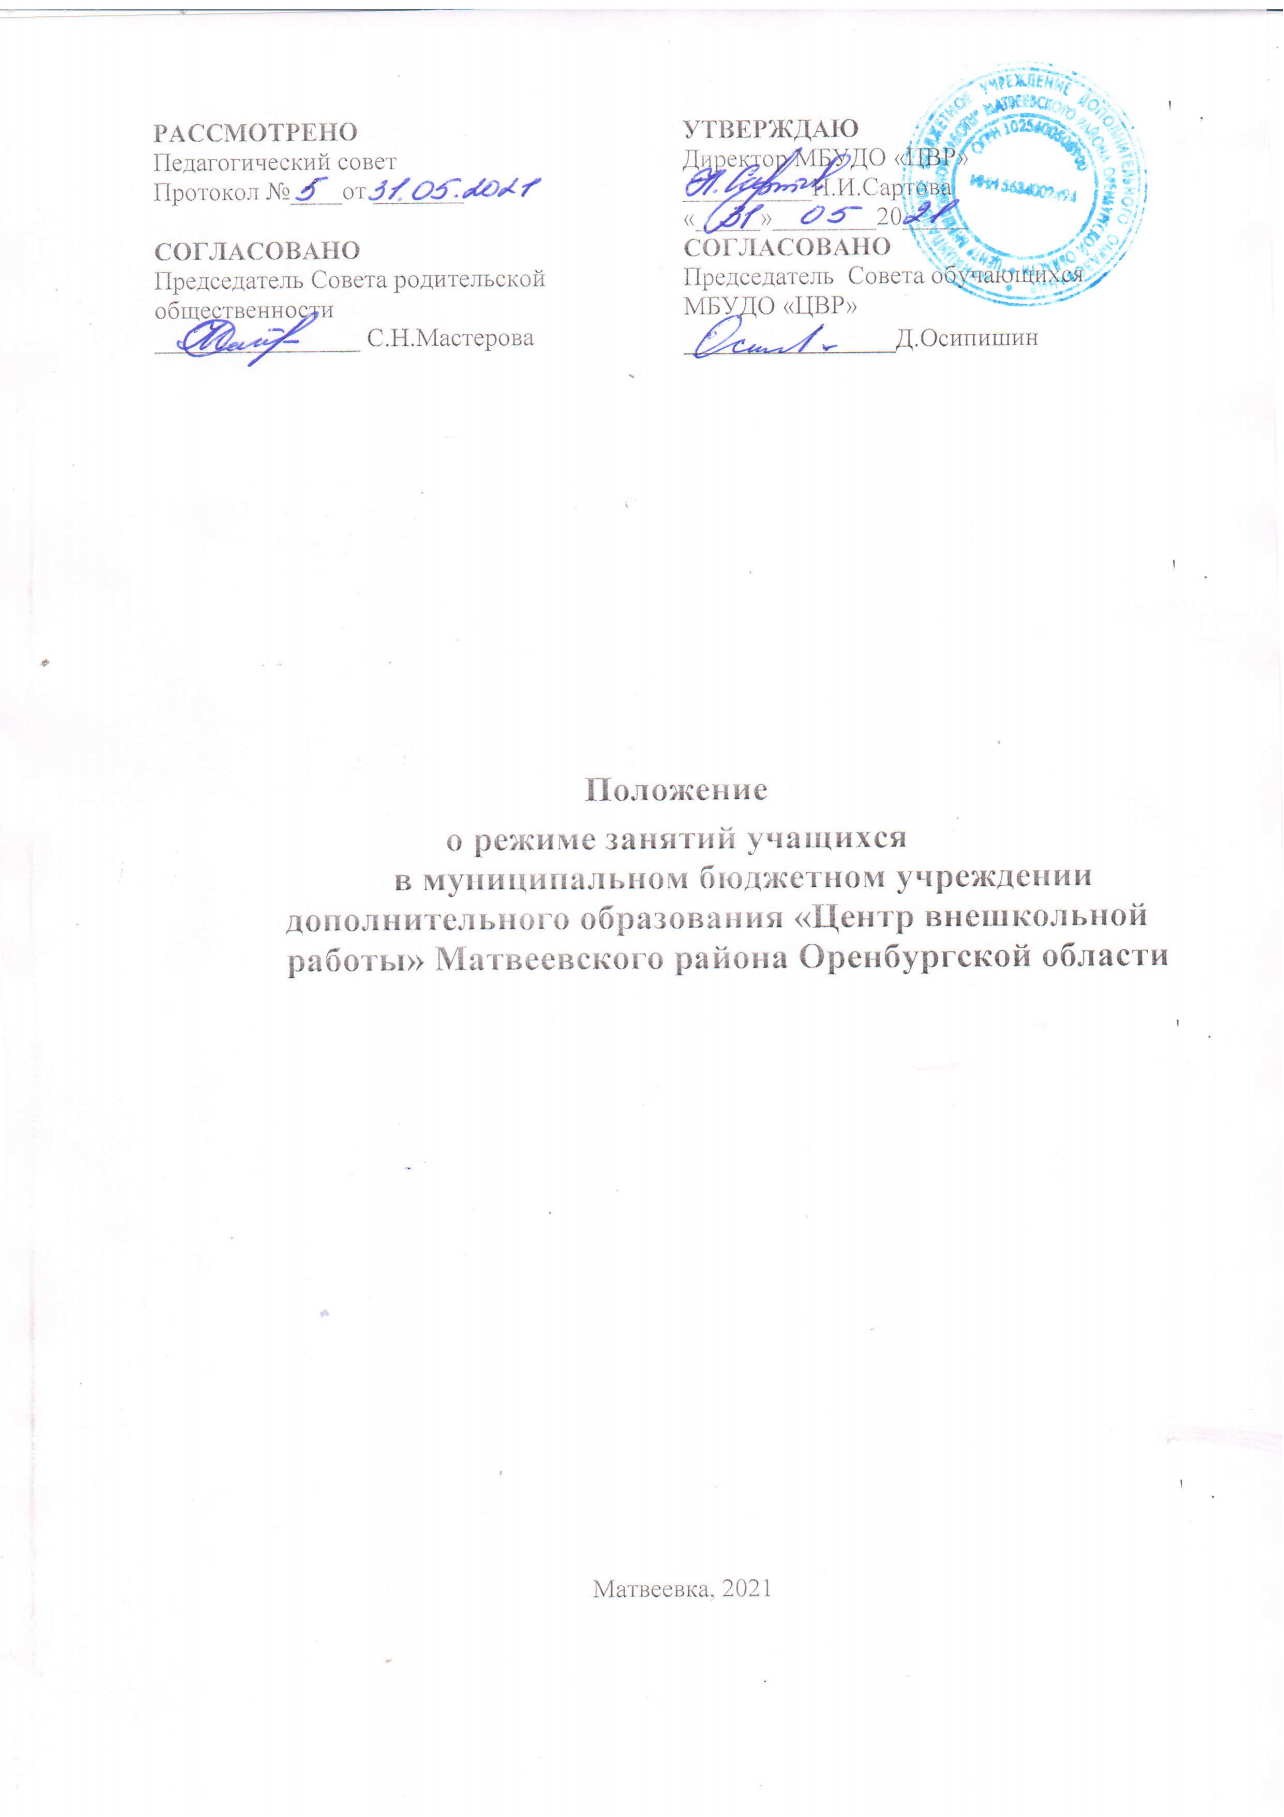 РАССМОТРЕНО
Педагогический совет
Протокол № 5 от 31.05.2021
СОГЛАСОВАНО
Председатель Совета родительской
общественности
С.Н.Мастерова
УТВЕРЖДАЮ
Директор МБУДО «ЦВР»
Н.И.Сартова
« 31 » 05 2021
СОГЛАСОВАНО
Председатель Совета обучающихся
МБУДО «ЦВР»
Д.Осипишин
Положение
о режиме занятий учащихся
в муниципальном бюджетном учреждении
дополнительного образования «Центр внешкольной
работы» Матвеевского района Оренбургской области
Матвеевка, 2021